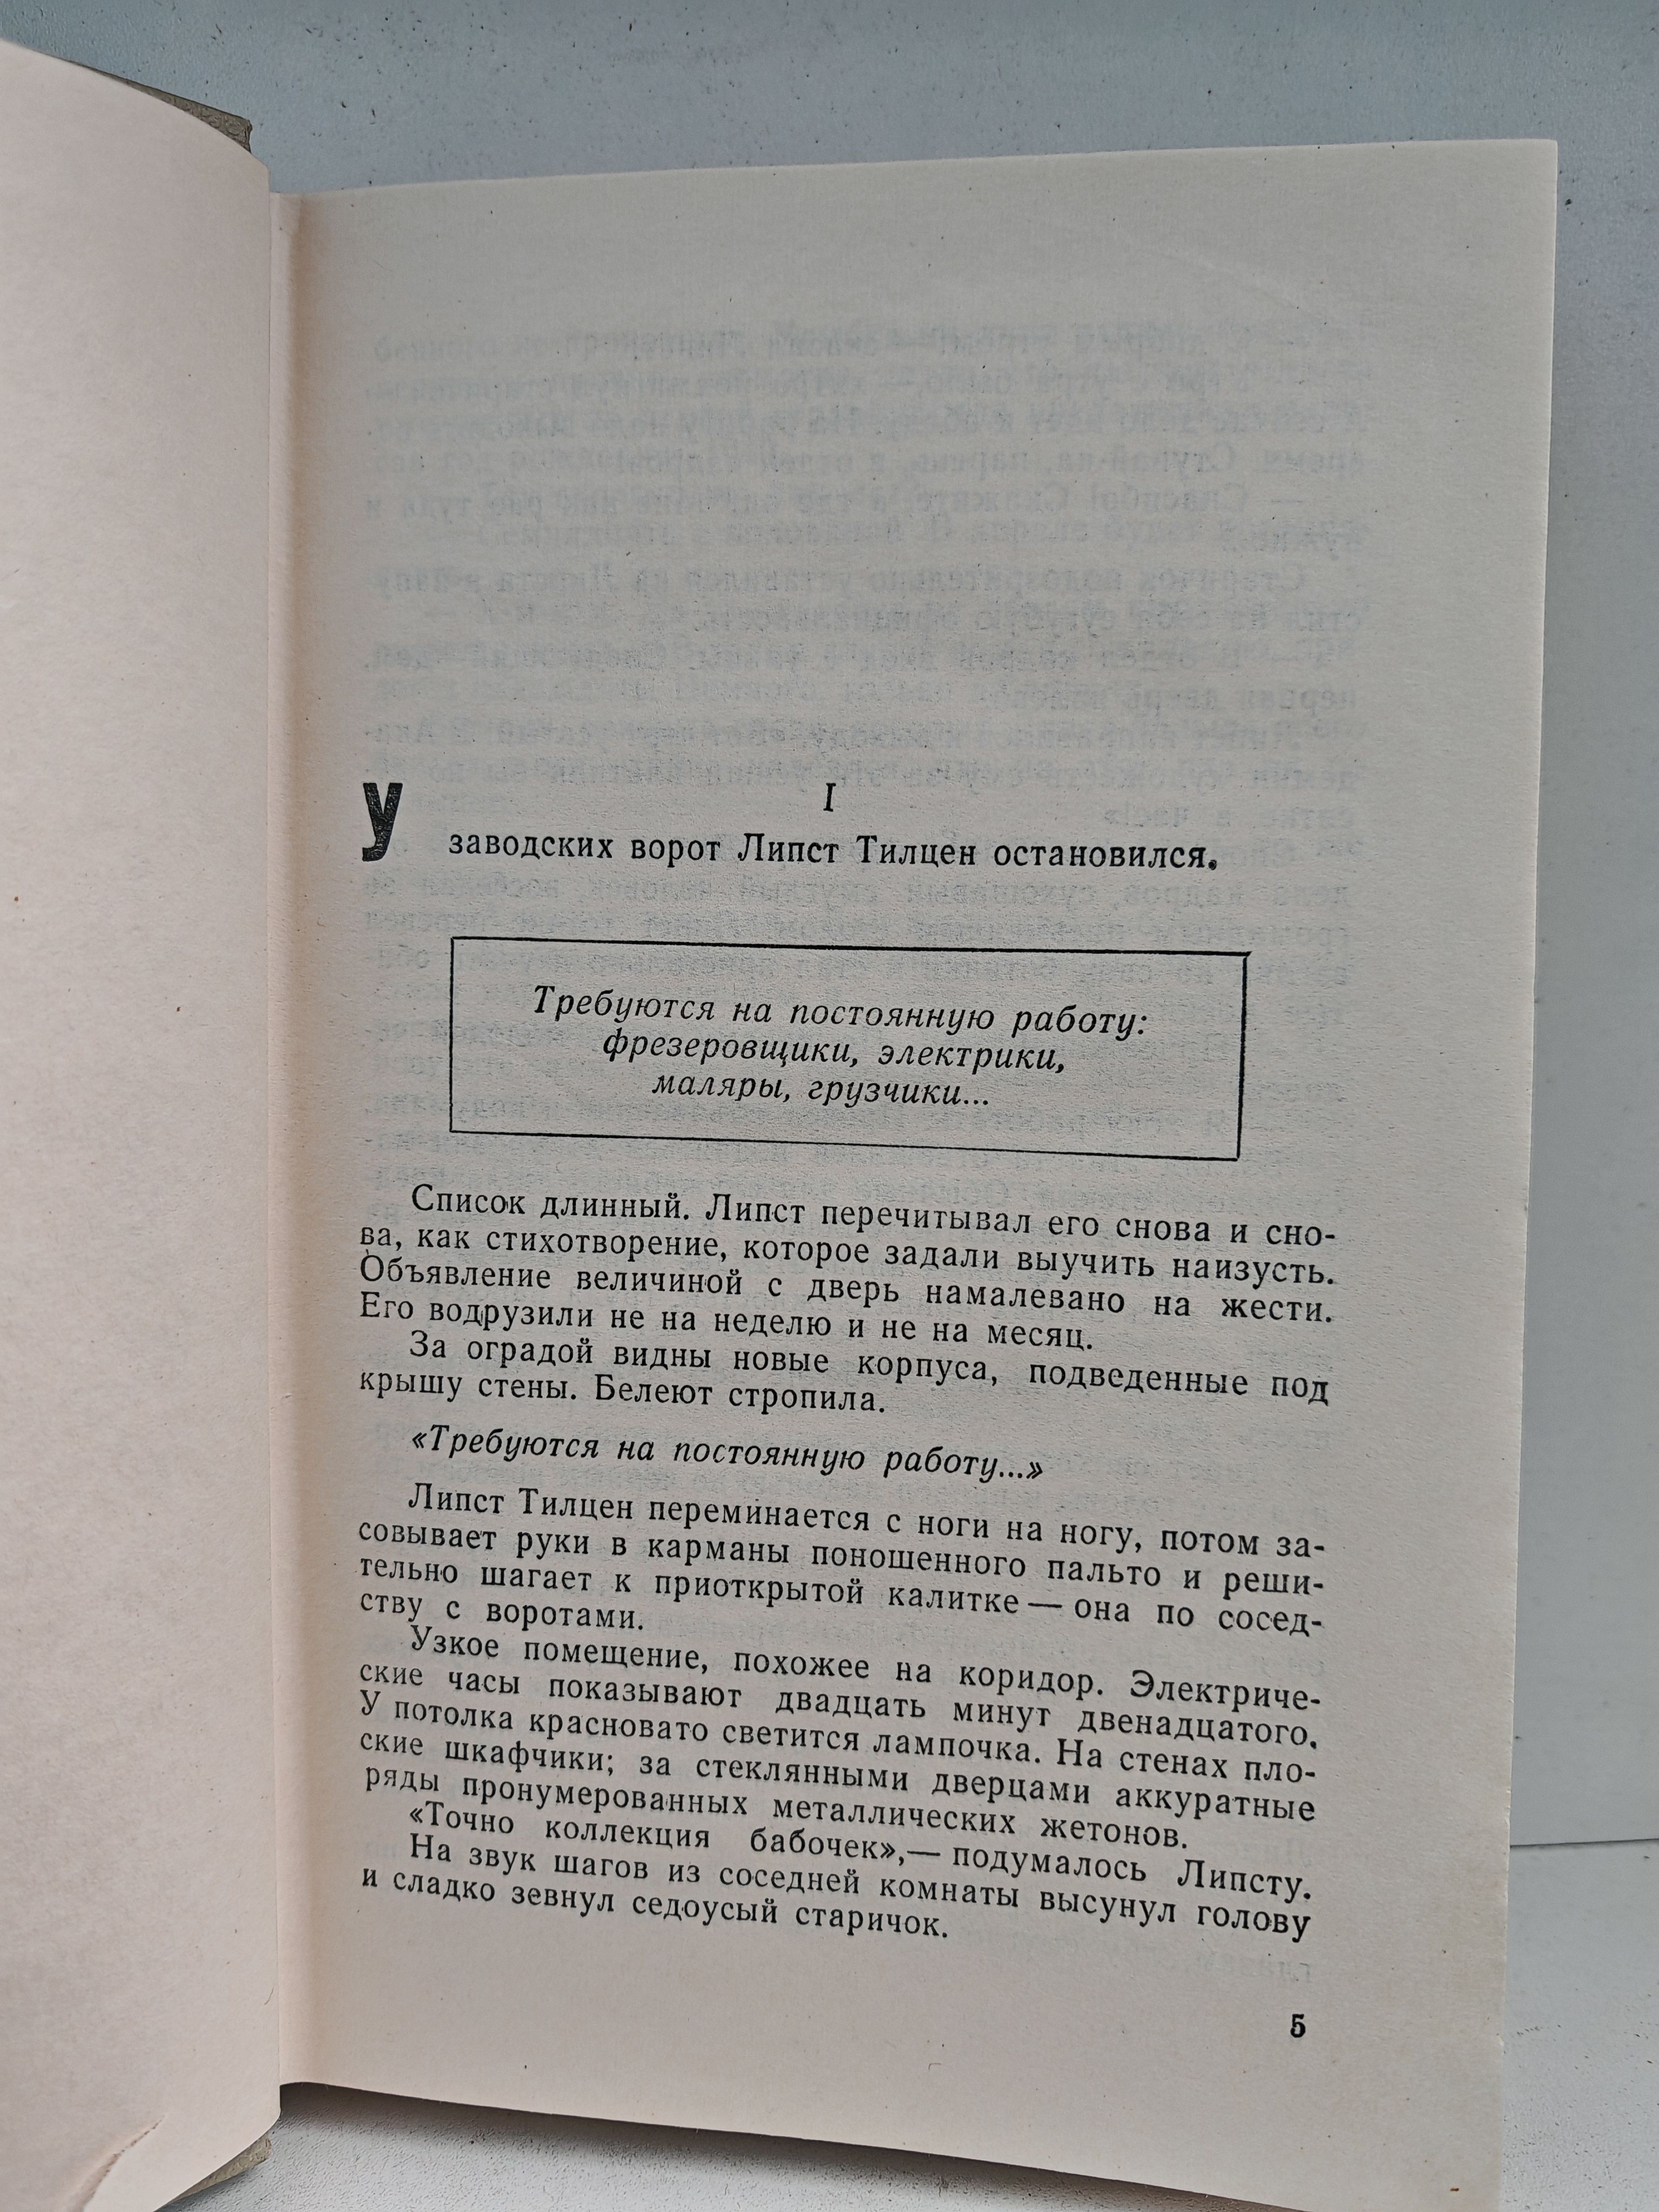 I
У заводских ворот Липст Тилцен остановился.
Требуются на постоянную работу:
фрезеровщики, электрики,
маляры, грузчики...
Список длинный. Липст перечитывал его снова и сно-
ва, как стихотворение, которое задали выучить наизусть.
Объявление величиной с дверь намалевано на жести.
Его водрузили не на неделю и не на месяц.
За оградой видны новые корпуса, подведенные под
крышу стены. Белеют стропила.
«Требуются на постоянную работу...»
Липст Тилцен переминается с ноги на ногу, потом за-
совывает руки в карманы поношенного пальто и реши-
тельно шагает к приоткрытой калитке — она по сосед-
ству с воротами.
Узкое помещение, похожее на коридор. Электриче-
ские часы показывают двадцать минут двенадцатого.
У потолка красновато светится лампочка. На стенах пло-
ские шкафчики; за стеклянными дверцами аккуратные
ряды пронумерованных металлических жетонов.
«Точно коллекция бабочек»,— подумалось Липсту.
На звук шагов из соседней комнаты высунул голову
и сладко зевнул седоусый старичок.
5